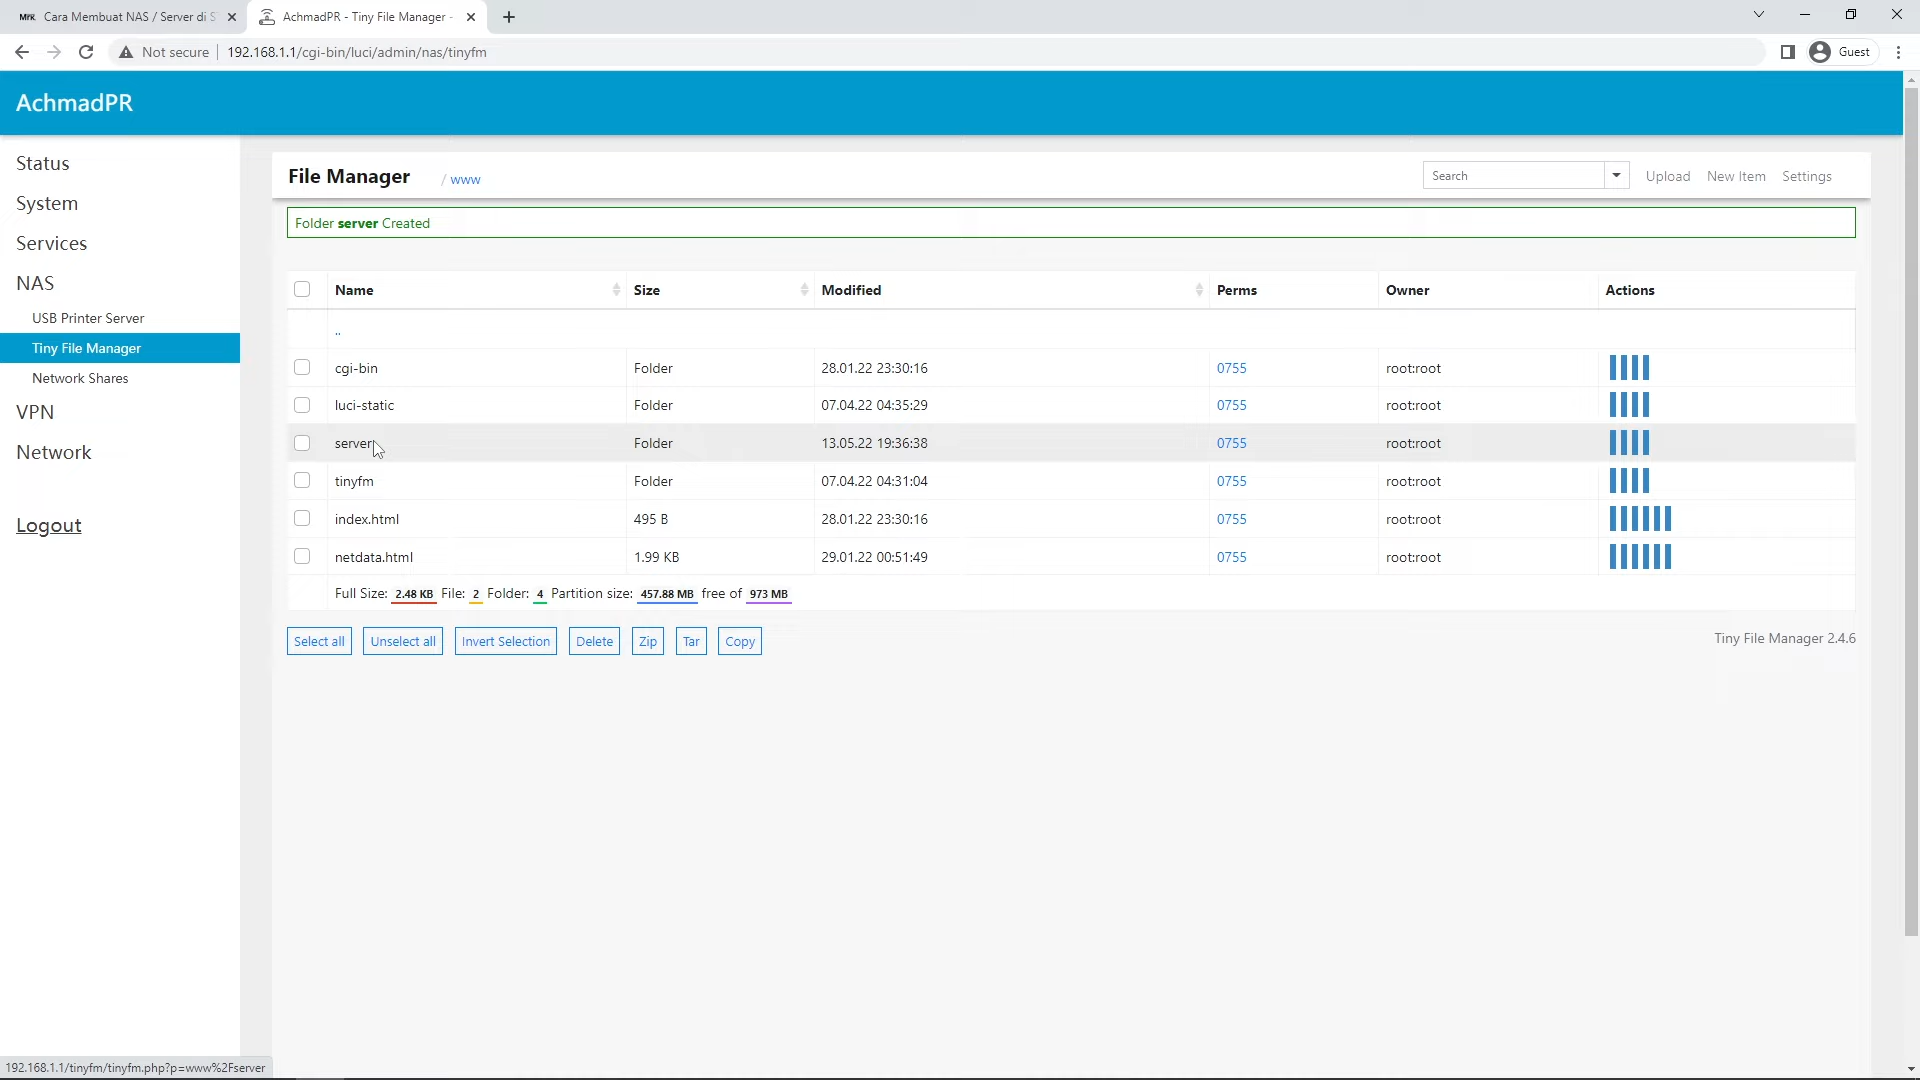 MfK Cara Membuat NAS / Server di S
AchmadPR - Tiny File Manager -
Not secure 192.168.1.1/cgi-bin/luci/admin/nas/tinyfm Guest
AchmadPR
Status
System
Services
NAS
USB Printer Server
Tiny File Manager
Network Shares
VPN
Network
Logout
File Manager / www Search Upload New Item Settings
Folder server Created
Name Size Modified Perms Owner Actions
..
cgi-bin Folder 28.01.22 23:30:16 0755 root:root
luci-static Folder 07.04.22 04:35:29 0755 root:root
server Folder 13.05.22 19:36:38 0755 root:root
tinyfm Folder 07.04.22 04:31:04 0755 root:root
index.html 495 B 28.01.22 23:30:16 0755 root:root
netdata.html 1.99 KB 29.01.22 00:51:49 0755 root:root
Full Size: 2.48 KB File: 2 Folder: 4 Partition size: 457.88 MB free of 973 MB
Select all Unselect all Invert Selection Delete Zip Tar Copy
Tiny File Manager 2.4.6
192.168.1.1/tinyfm/tinyfm.php?p=www%2Fserver